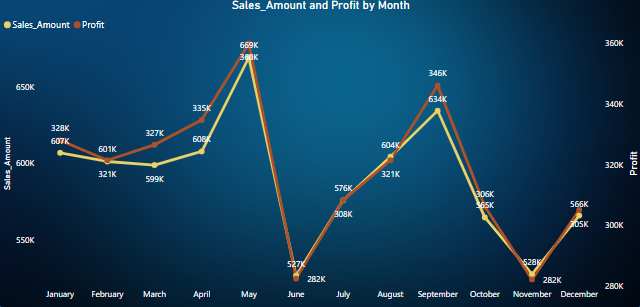 Sales_Amount and Profit by Month
Sales_Amount Profit
360K
650K
340K
600K
320K
550K
300K
280K
Sales_Amount
Profit
328K
607K
601K
321K
327K
599K
335K
608K
669K
360K
527K
282K
576K
308K
604K
321K
346K
634K
306K
565K
528K
282K
566K
305K
January February March April May June July August September October November December